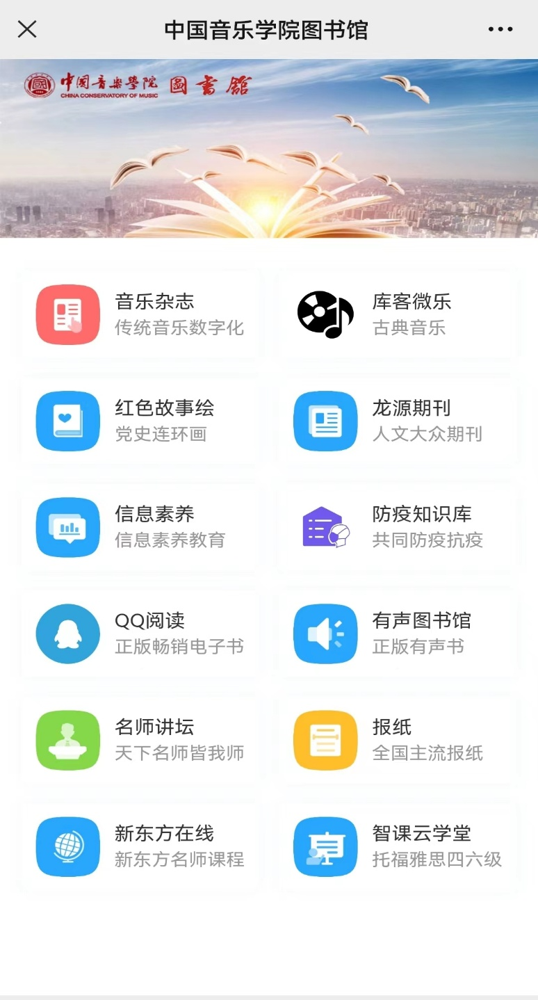 中国音乐学院图书馆
中国音乐学院 图书馆
CHINA CONSERVATORY OF MUSIC
音乐杂志
传统音乐数字化
库客微乐
古典音乐
红色故事绘
党史连环画
龙源期刊
人文大众期刊
信息素养
信息素养教育
防疫知识库
共同防疫抗疫
QQ阅读
正版畅销电子书
有声图书馆
正版有声书
名师讲坛
天下名师皆我师
报纸
全国主流报纸
新东方在线
新东方名师课程
智课云学堂
托福雅思四六级